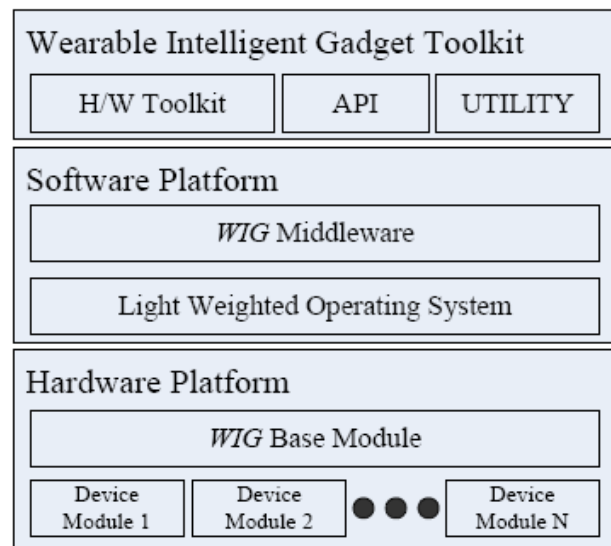 Wearable Intelligent Gadget Toolkit
H/W Toolkit API UTILITY
Software Platform
WIG Middleware
Light Weighted Operating System
Hardware Platform
WIG Base Module
Device
Module 1
Device
Module 2
Device
Module N